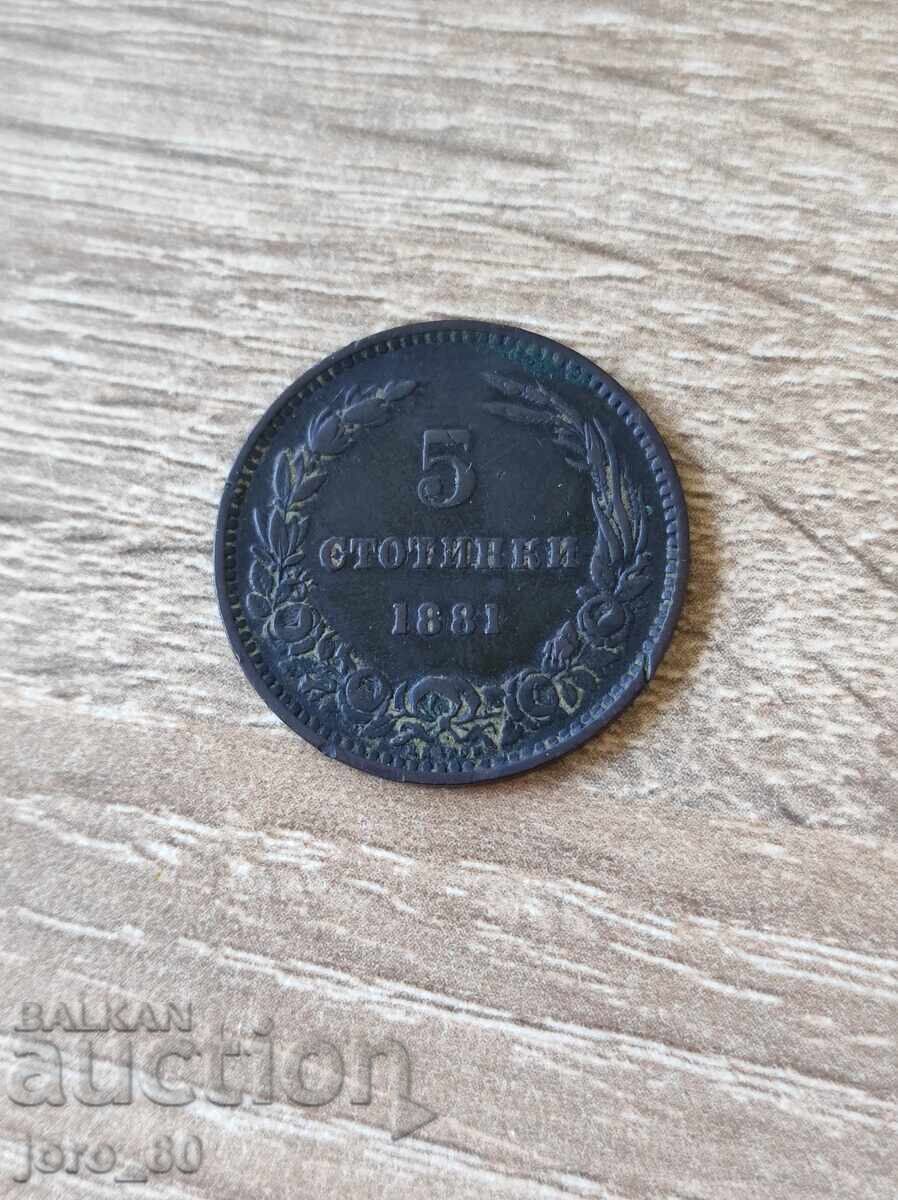 5
СТОТИНКИ
1881
BALKAN
auction
joro_80